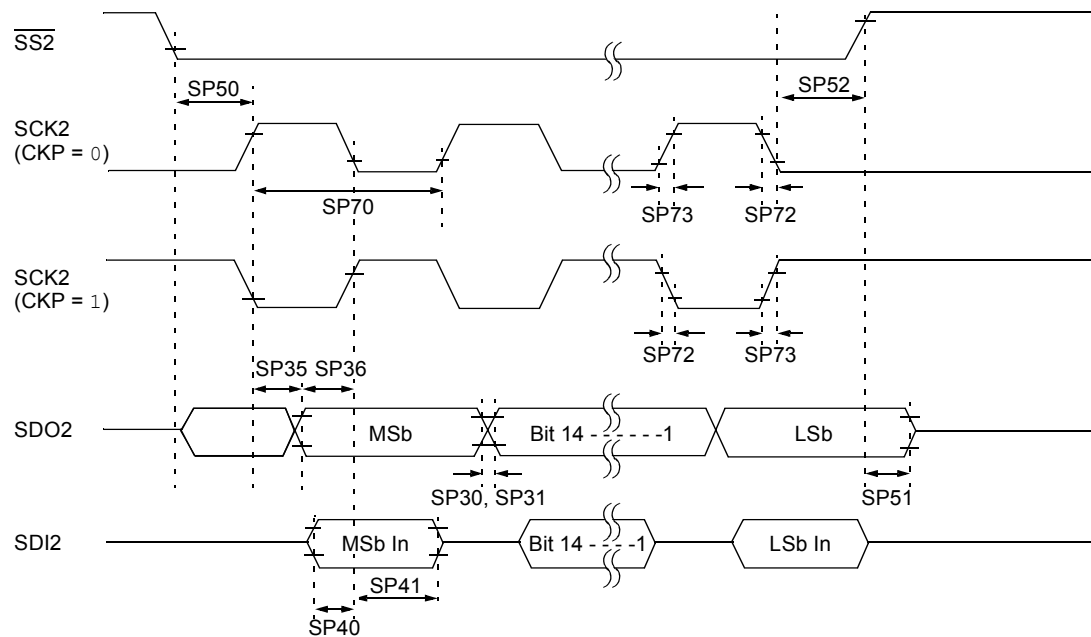 SS2
SP50
SP52
SCK2
(CKP = 0)
SP70
SP73
SP72
SCK2
(CKP = 1)
SP72
SP73
SP35
SP36
SDO2
MSb
Bit 14 - - - - - -1
LSb
SP30, SP31
SP51
SDI2
MSb In
Bit 14 - - - -1
LSb In
SP41
SP40